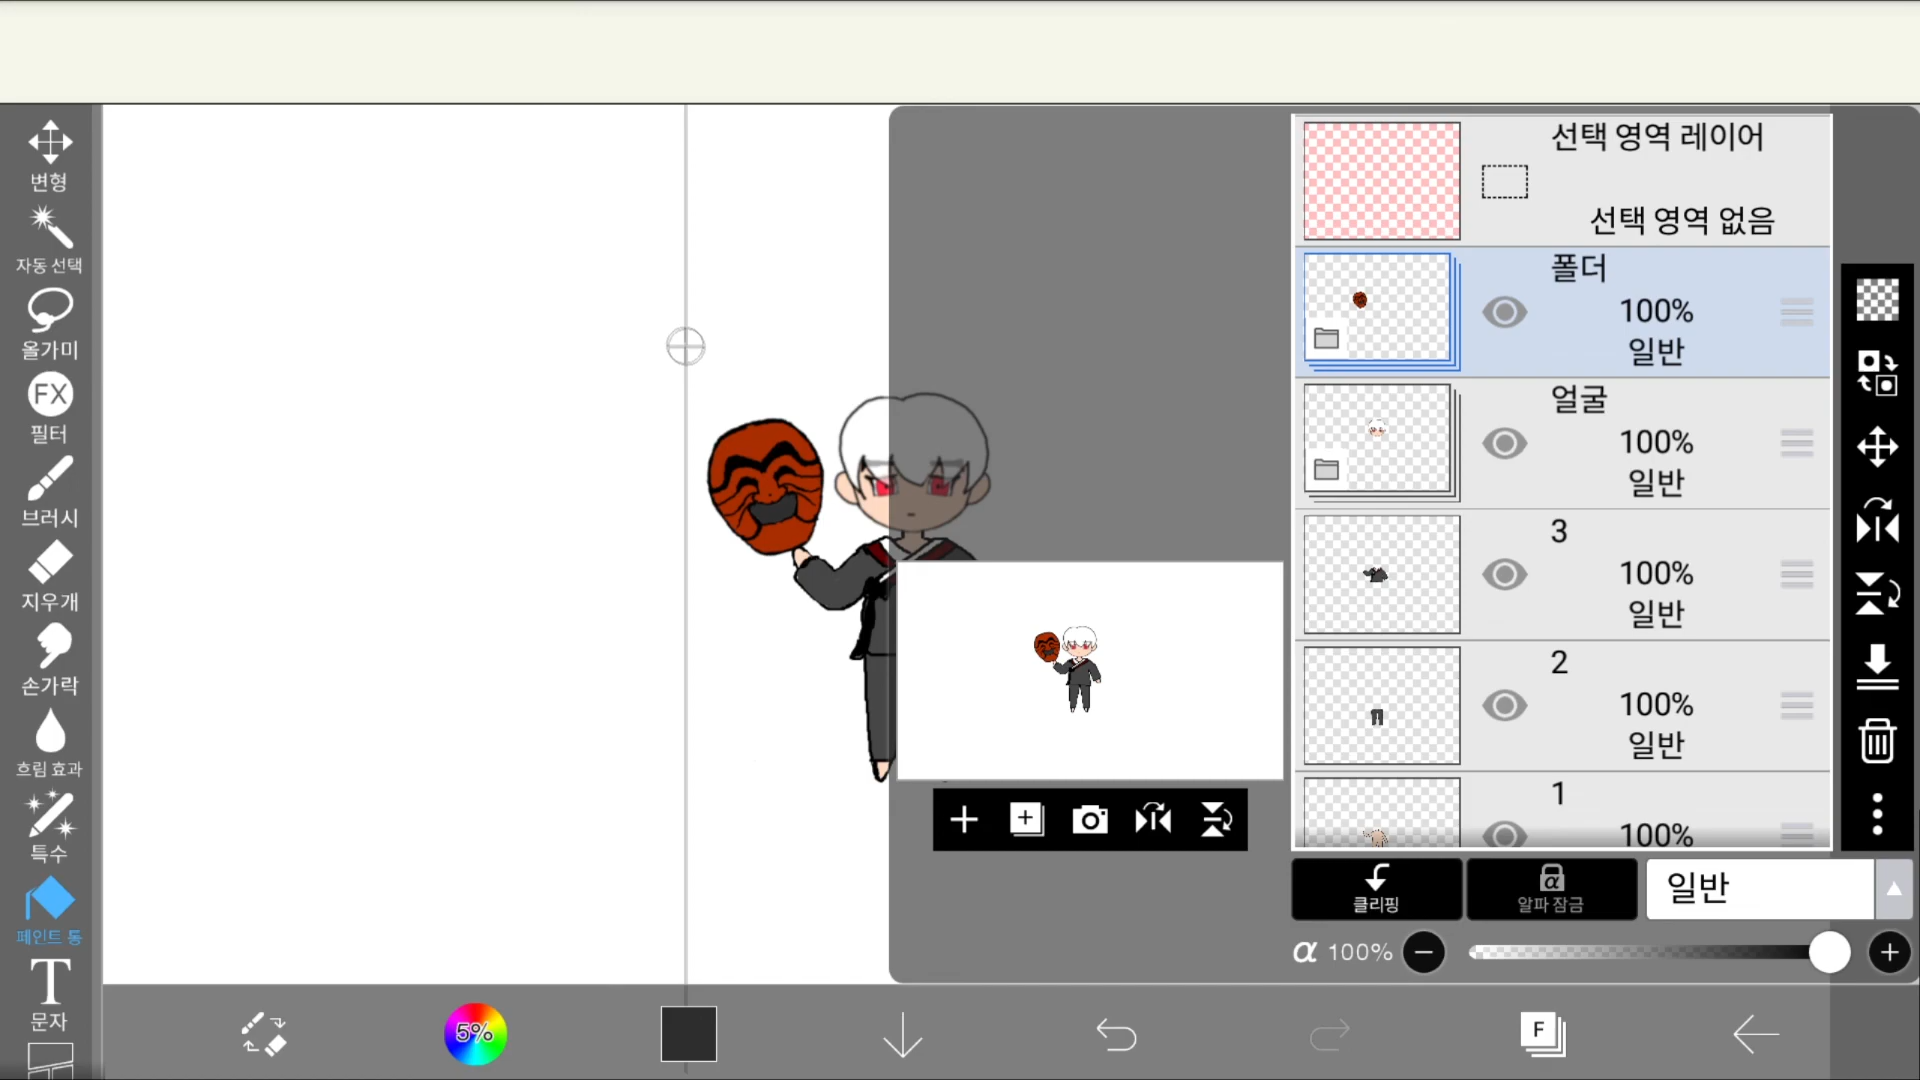 변형
자동 선택
올가미
FX
필터
브러시
지우개
손가락
흐림 효과
특수
페인트 통
T
문자
선택 영역 레이어
선택 영역 없음
폴더
100%
일반
얼굴
100%
일반
3
100%
일반
2
100%
일반
1
100%
클리핑
α
알파 잠금
일반
α 100%
5%
F